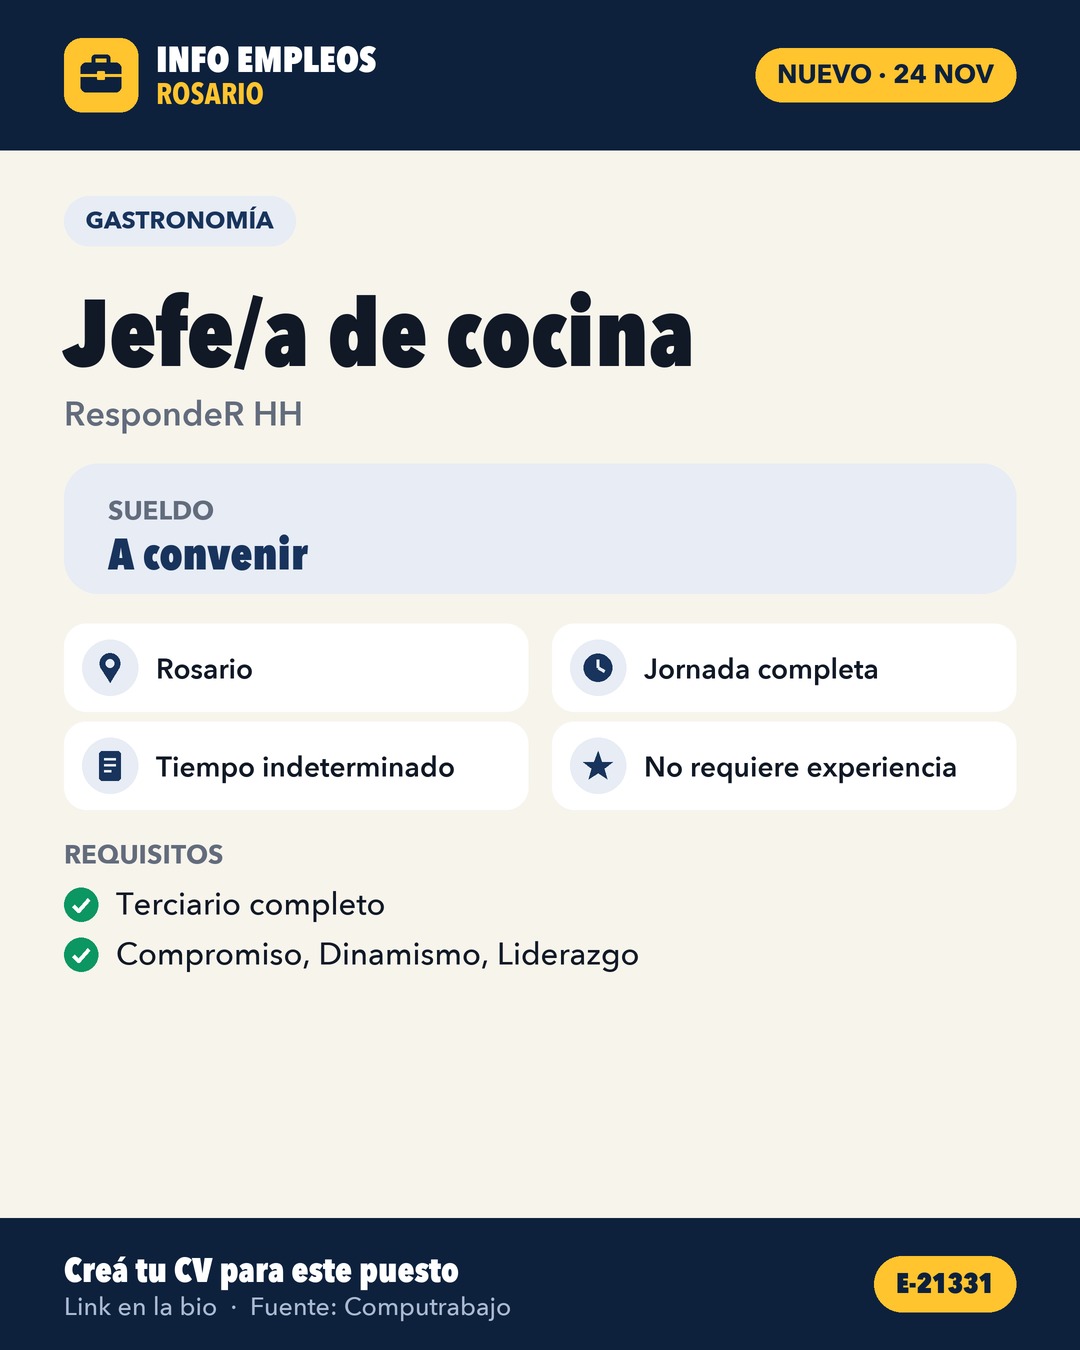 INFO EMPLEOS
ROSARIO
NUEVO · 24 NOV
GASTRONOMÍA
Jefe/a de cocina
RespondeR HH
SUELDO
A convenir
Rosario
Jornada completa
Tiempo indeterminado
No requiere experiencia
REQUISITOS
Terciario completo
Compromiso, Dinamismo, Liderazgo
Creá tu CV para este puesto
Link en la bio · Fuente: Computrabajo
E-21331